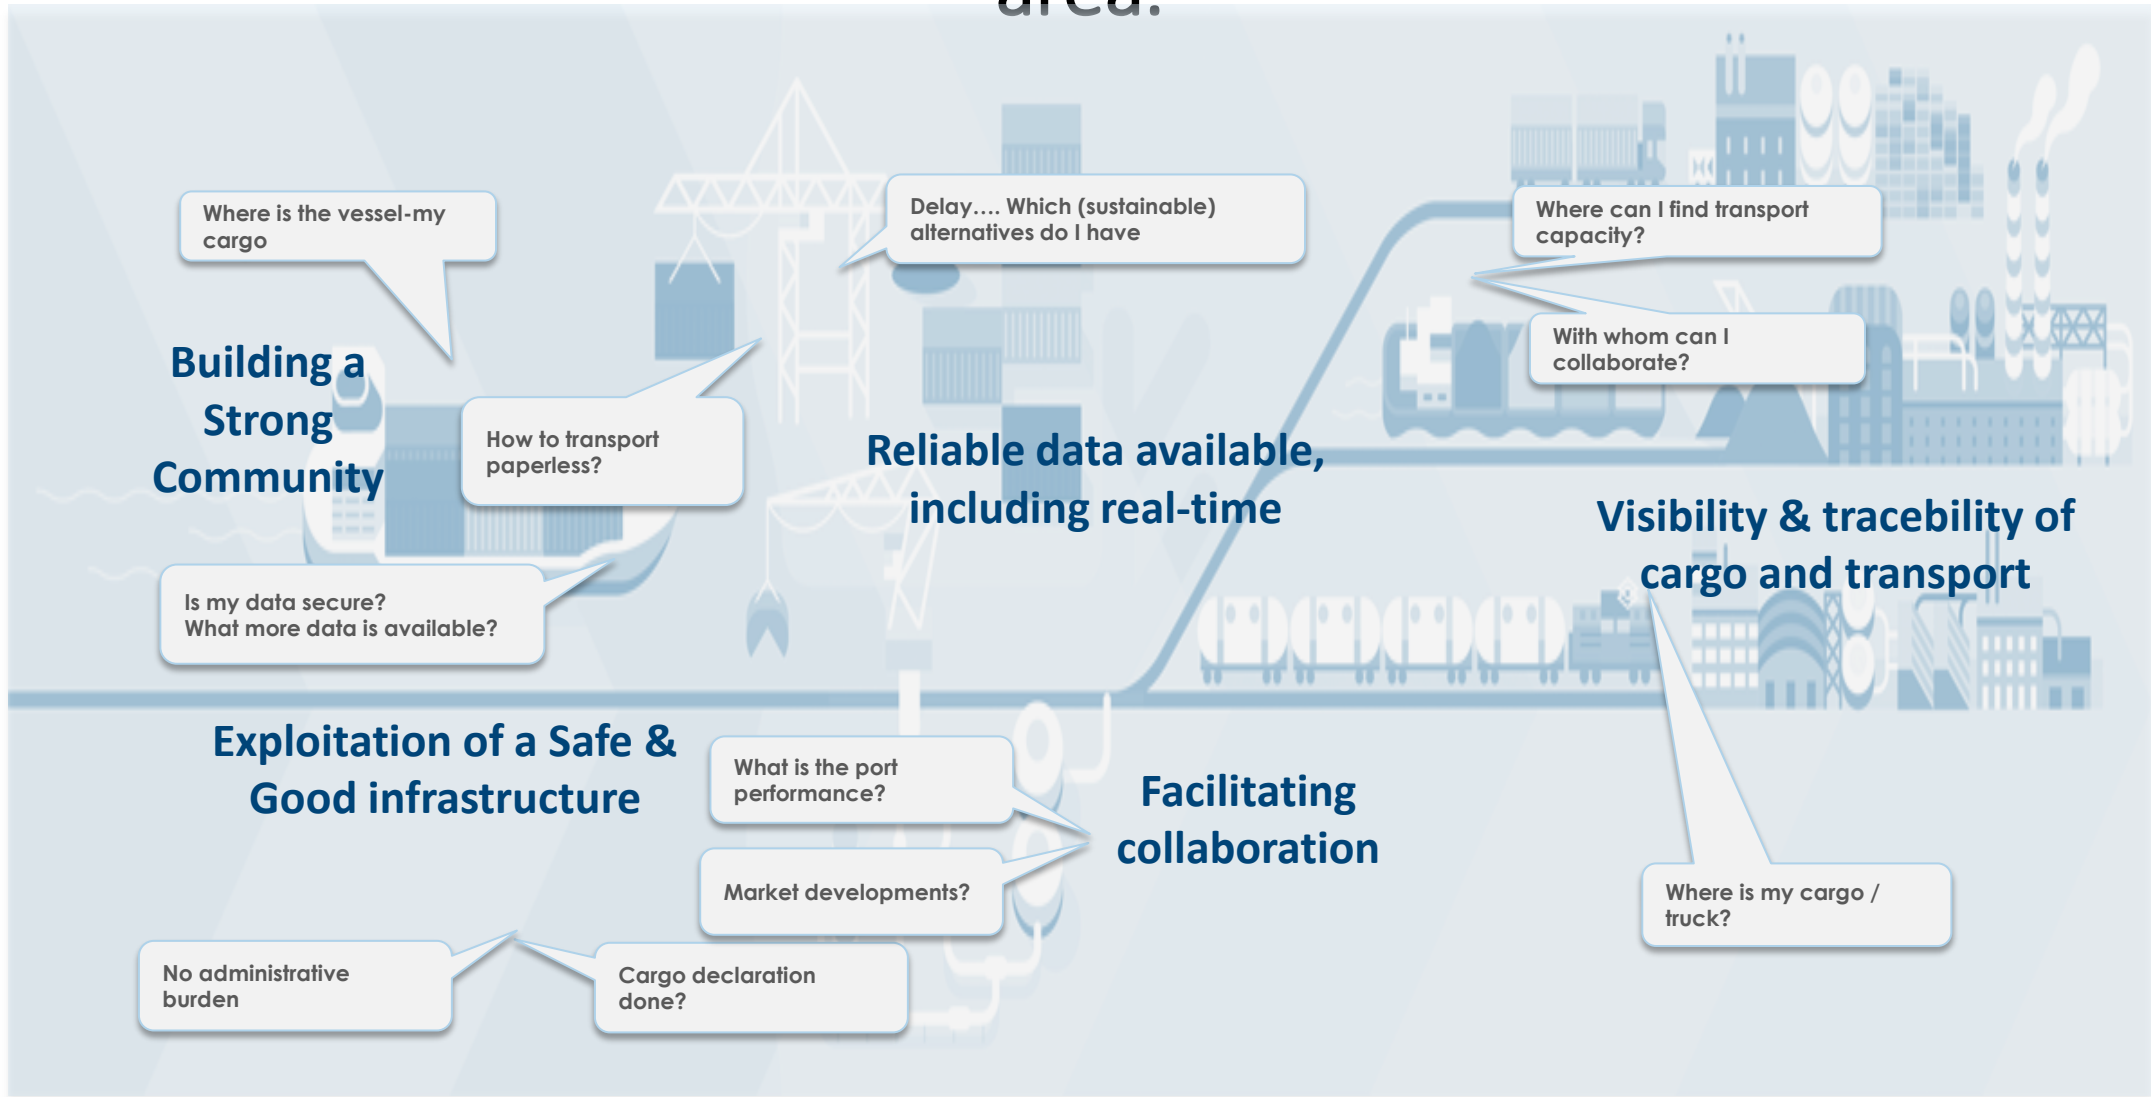 area.
Where is the vessel-my
cargo
Delay.... Which (sustainable)
alternatives do I have
Where can I find transport
capacity?
With whom can I
collaborate?
Building a
Strong
Community
How to transport
paperless?
Reliable data available,
including real-time
Visibility & tracebility of
cargo and transport
Is my data secure?
What more data is available?
Exploitation of a Safe &
Good infrastructure
What is the port
performance?
Facilitating
collaboration
Market developments?
Where is my cargo /
truck?
No administrative
burden
Cargo declaration
done?